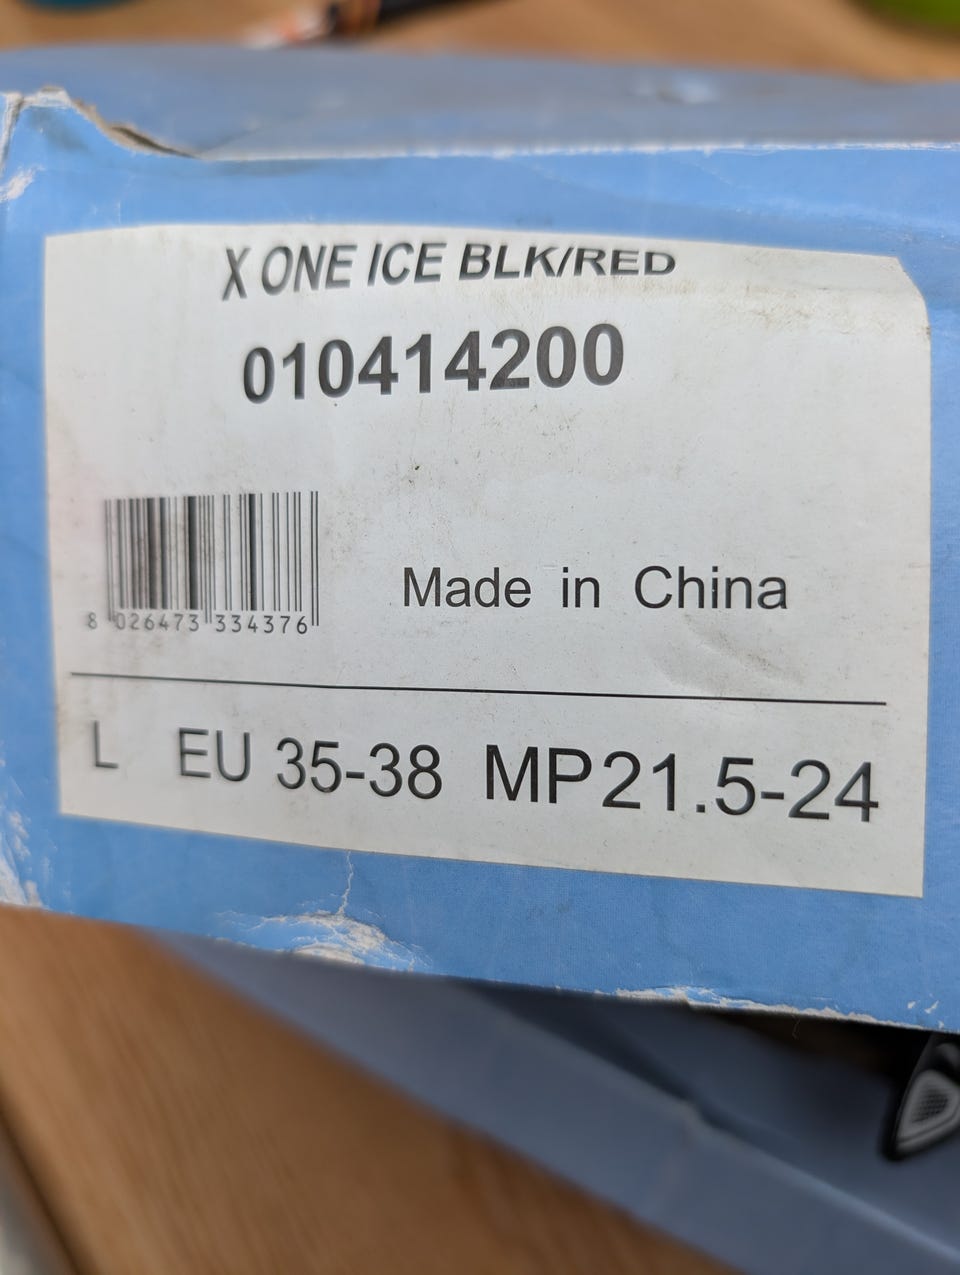 X ONE ICE BLK/RED
010414200
8 026473 334376
Made in China
L EU 35-38 MP21.5-24